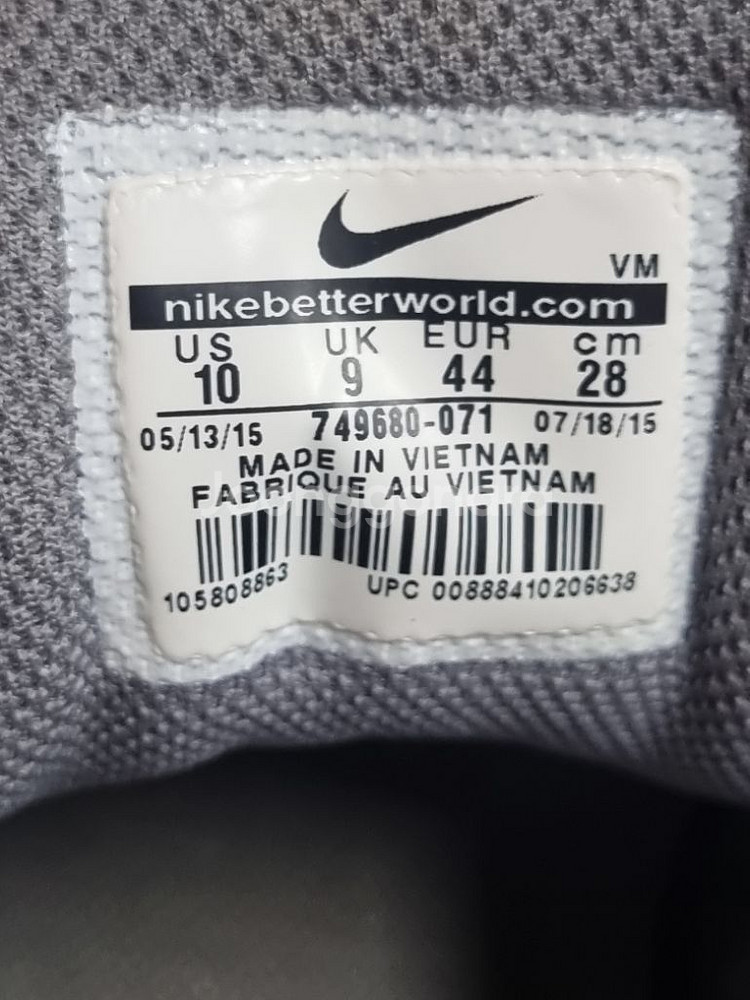 VM
nikebetterworld.com
US UK EUR cm
10 9 44 28
05/13/15 749680-071 07/18/15
MADE IN VIETNAM
FABRIQUE AU VIETNAM
105808863 UPC 00888410206638